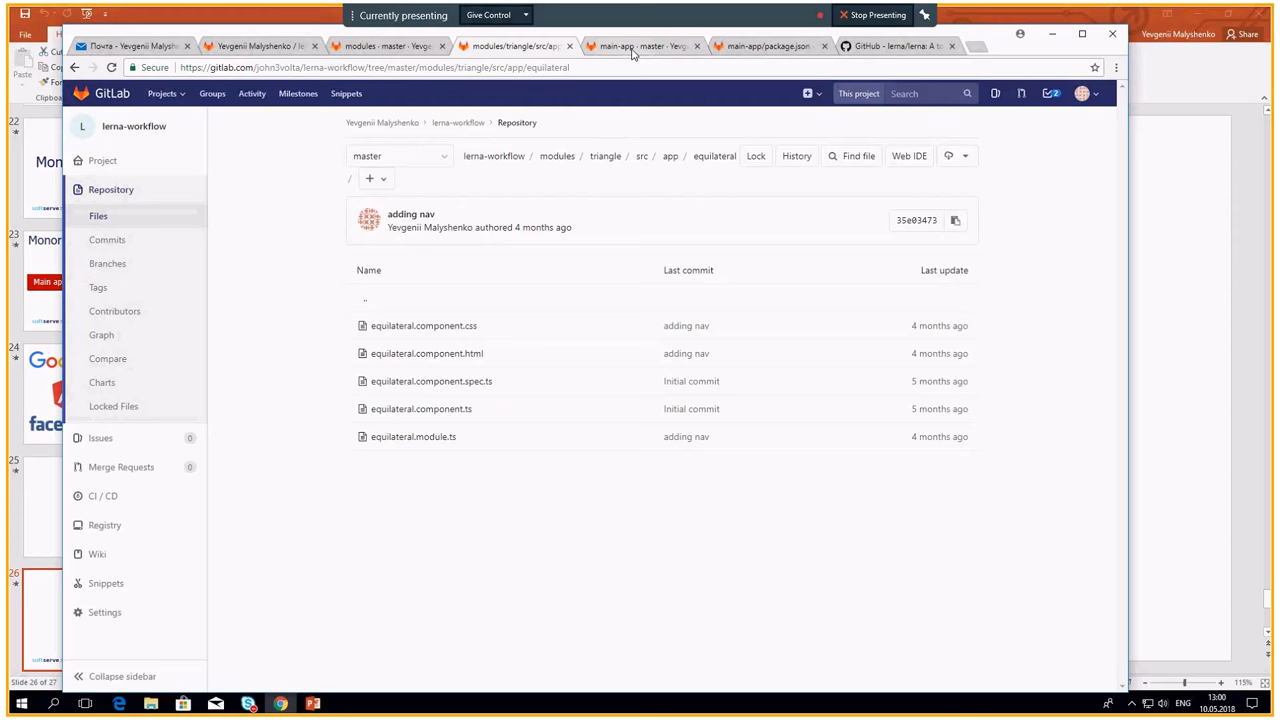 Currently presenting
Give Control
Stop Presenting
File
Yevgenii Malyshenko
Share
Paste
Clipboard
Почта - Yevgenii Malysh
Yevgenii Malyshenko / le
modules · master · Yevge
modules/triangle/src/app
main-app · master · Yevg
main-app/package.json
GitHub - lerna/lerna: A to
Secure
https://gitlab.com/john3volta/lerna-workflow/tree/master/modules/triangle/src/app/equilateral
GitLab
Projects
Groups
Activity
Milestones
Snippets
This project
Search
2
L
lerna-workflow
Project
Repository
Files
Commits
Branches
Tags
Contributors
Graph
Compare
Charts
Locked Files
Issues
0
Merge Requests
0
CI / CD
Registry
Wiki
Snippets
Settings
Collapse sidebar
Yevgenii Malyshenko
lerna-workflow
Repository
master
lerna-workflow / modules / triangle / src / app / equilateral
/ +
Lock
History
Find file
Web IDE
adding nav
Yevgenii Malyshenko authored 4 months ago
35e03473
Name
Last commit
Last update
..
equilateral.component.css
adding nav
4 months ago
equilateral.component.html
adding nav
4 months ago
equilateral.component.spec.ts
Initial commit
5 months ago
equilateral.component.ts
Initial commit
5 months ago
equilateral.module.ts
adding nav
4 months ago
22
Mon
softserve
23
Monor
Main ap
softserve
24
Goo
face
25
softserve
26
softserve
Slide 26 of 27
115%
ENG
13:00
10.05.2018